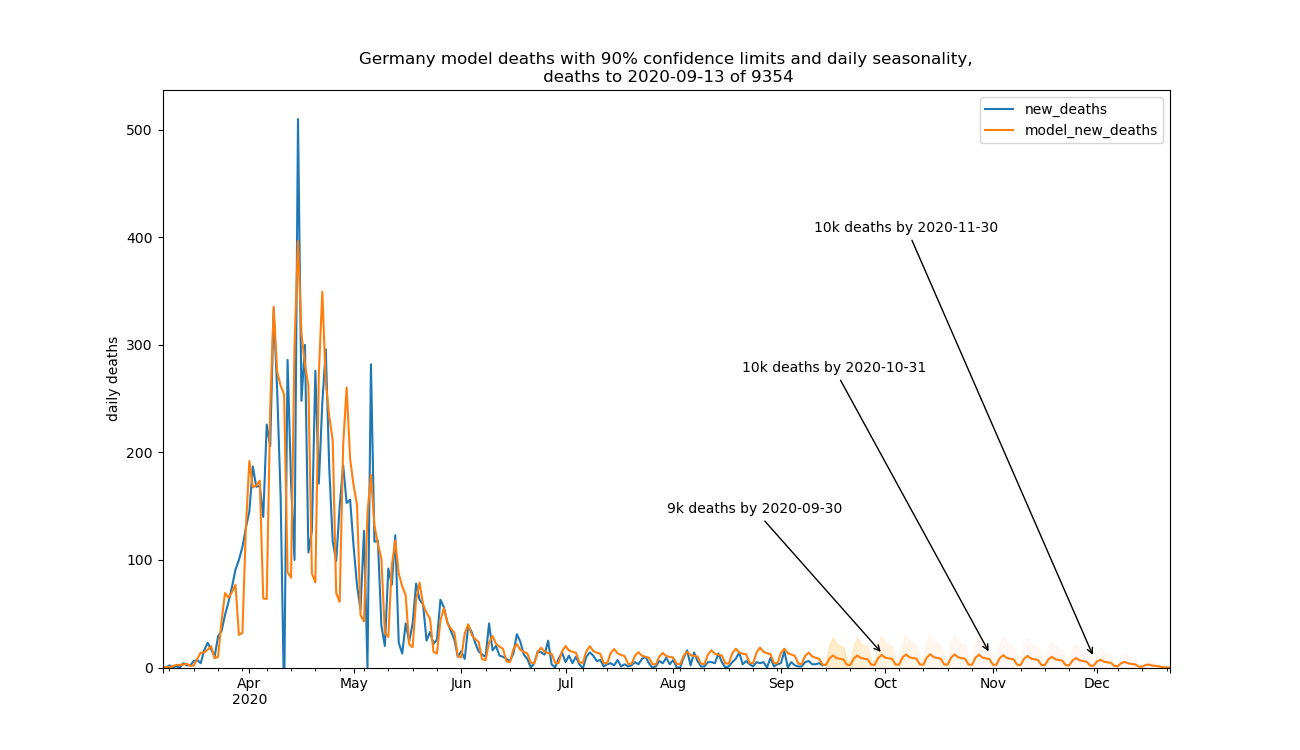 Germany model deaths with 90% confidence limits and daily seasonality,
deaths to 2020-09-13 of 9354
new_deaths
model_new_deaths
500
400
300
200
100
0
daily deaths
10k deaths by 2020-11-30
10k deaths by 2020-10-31
9k deaths by 2020-09-30
Apr May Jun Jul Aug Sep Oct Nov Dec
2020